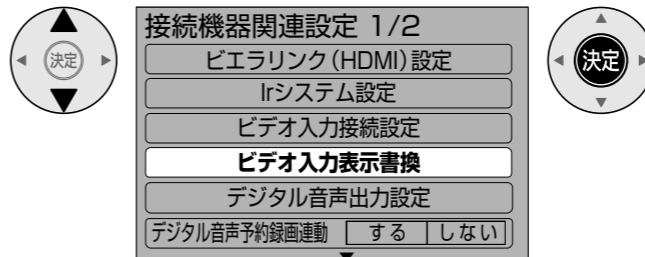 接続機器関連設定 1/2
決定
ビエラリンク(HDMI)設定
Irシステム設定
ビデオ入力接続設定
ビデオ入力表示書換
デジタル音声出力設定
デジタル音声予約録画連動 する しない
決定